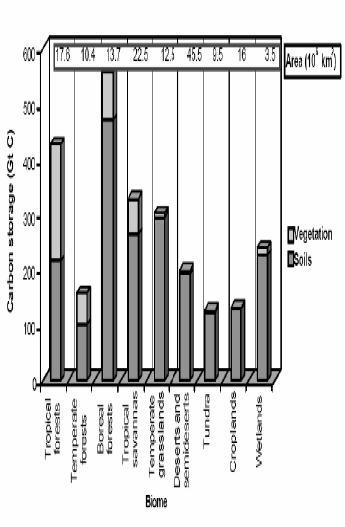 600
500
400
300
200
100
0
Carbon storage (Gt C)
17.6 10.4 13.7 22.5 45.5 9.5 16 3.5
Area (10⁶ km²)
Vegetation
Soils
Tropical
forests
Temperate
forests
Boreal
forests
Tropical
savannas
Temperate
grasslands
Deserts and
semideserts
Tundra
Croplands
Wetlands
Biome